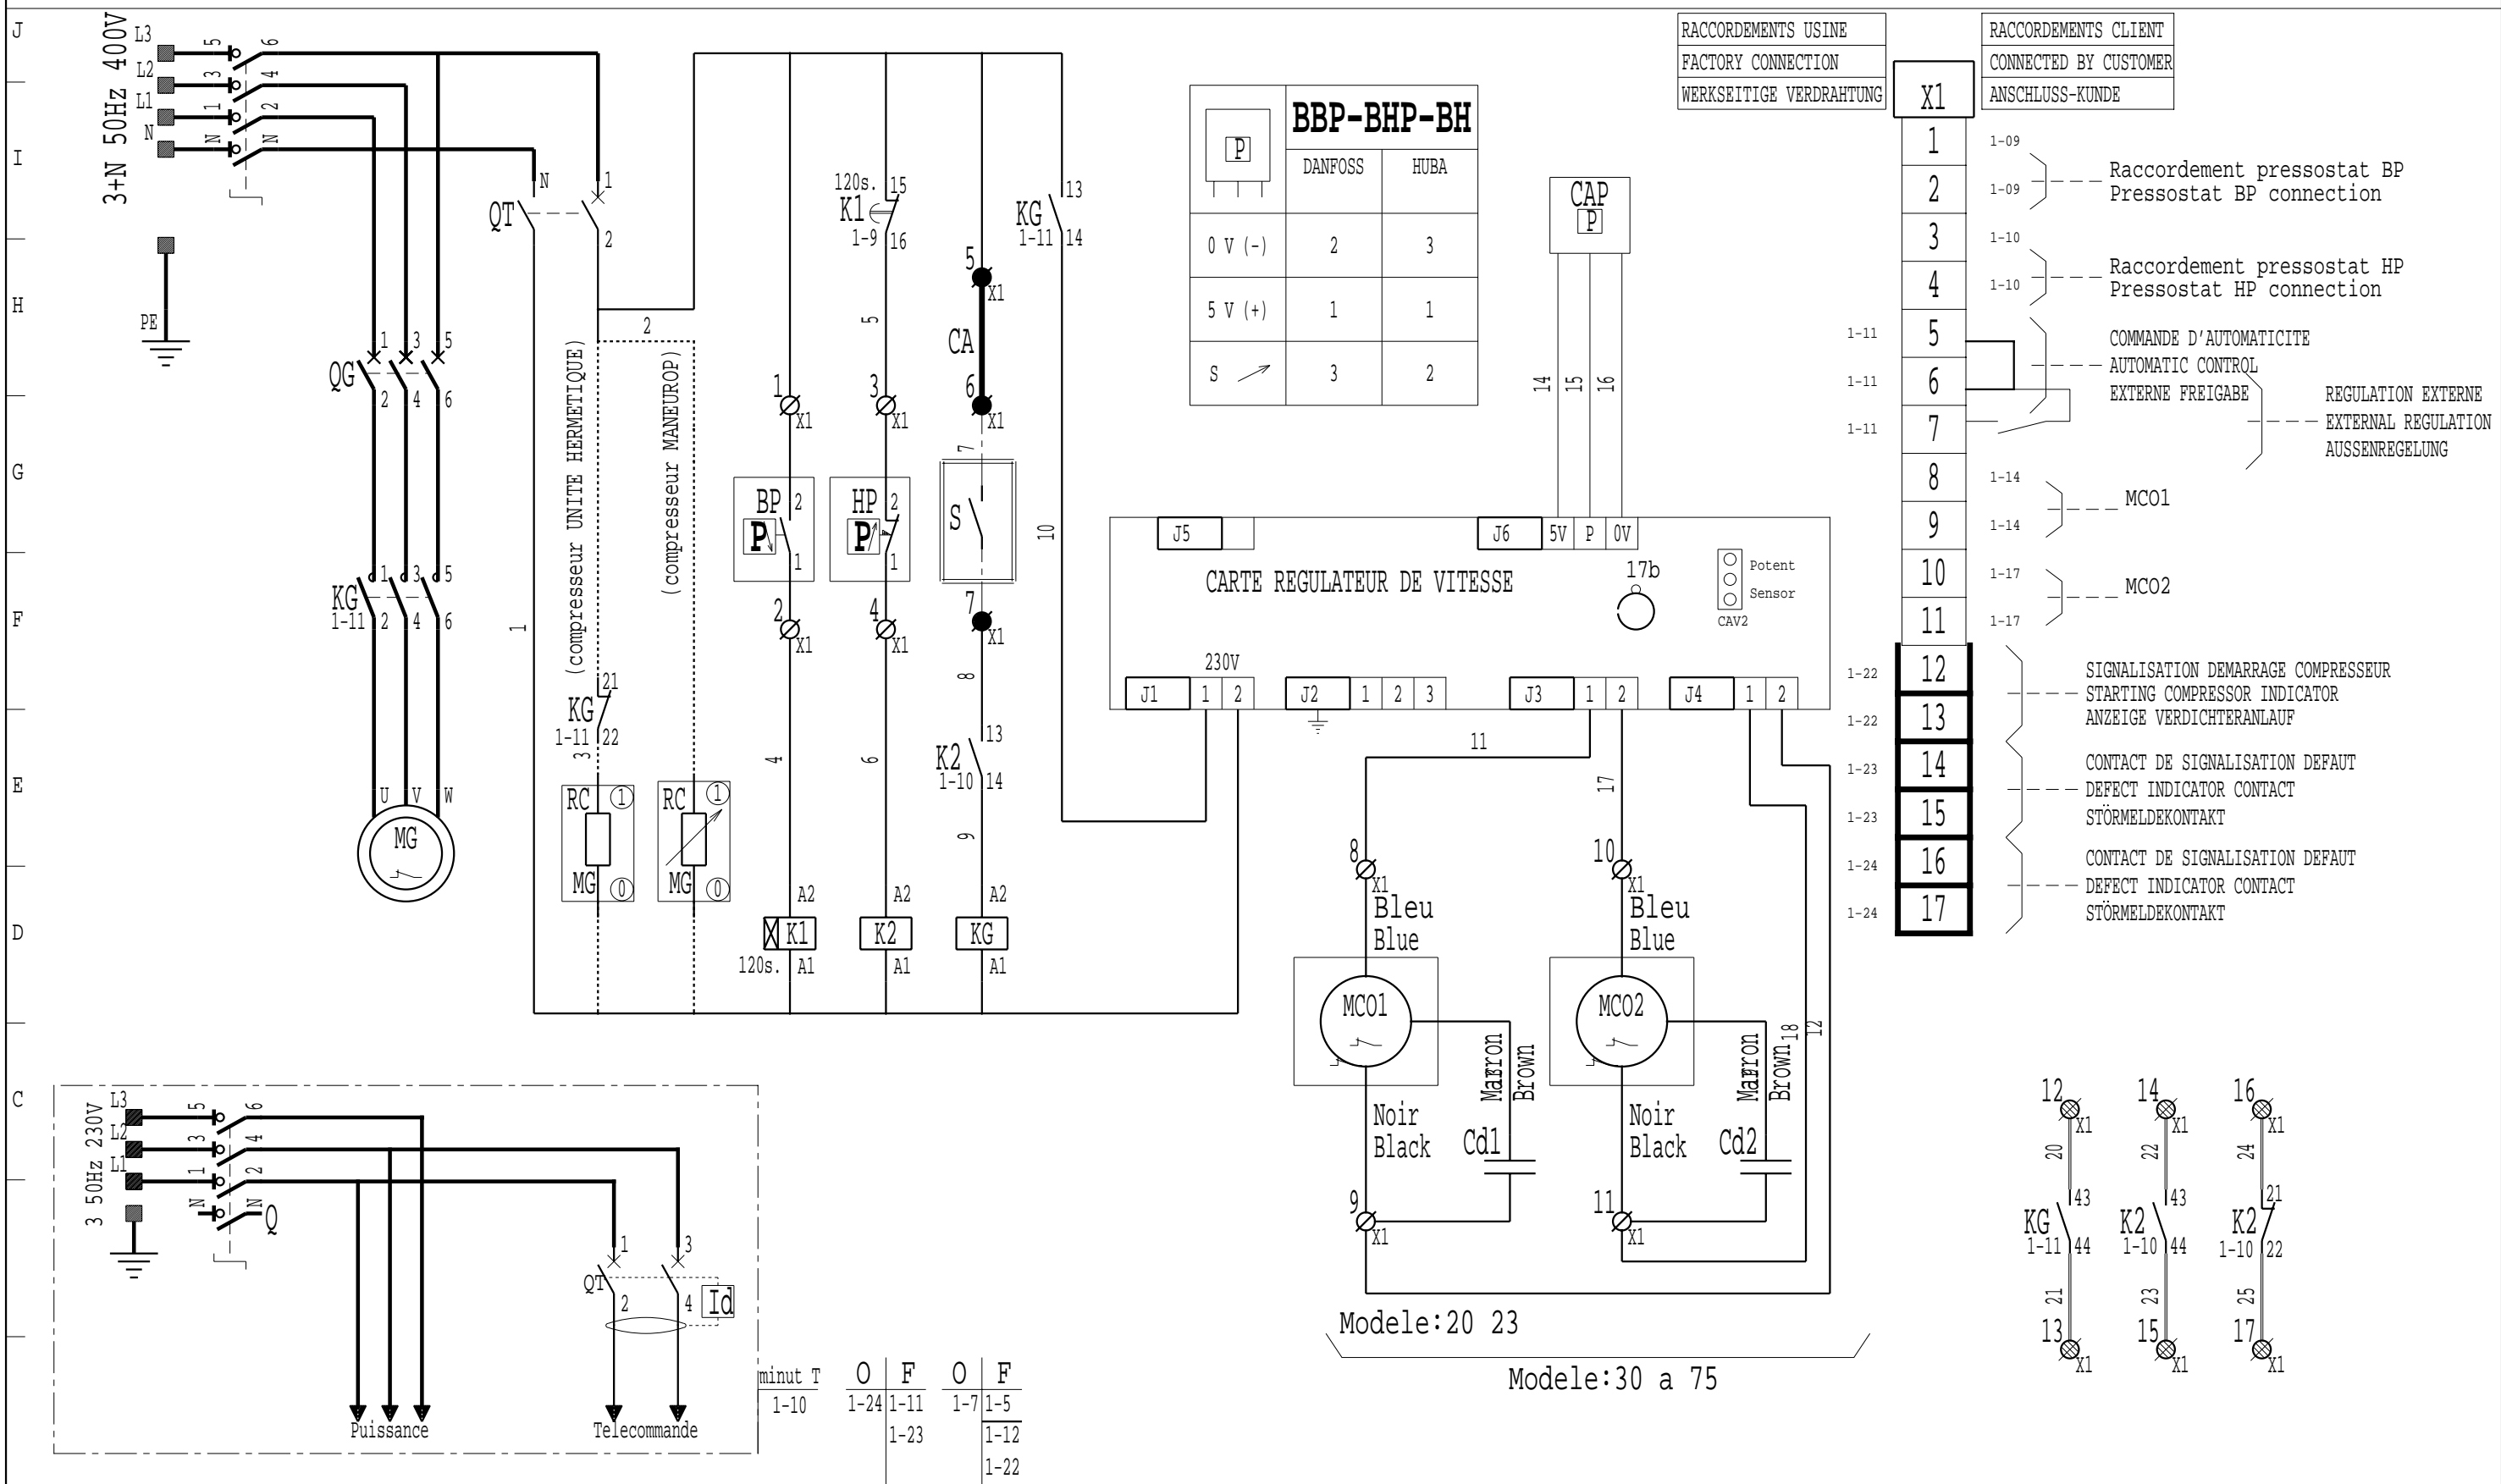 J
I
H
G
F
E
D
C
3+N 50Hz 400V
L3
L2
L1
N
5 6
3 4
1 2
N N
PE
QG
1 3 5
2 4 6
KG
1-11
1 3 5
2 4 6
U V W
MG
N
1
QT
2
2
1
(compresseur UNITE HERMETIQUE)
(compresseur MANEUROP)
21
KG
1-11 22
3
RC 1
MG 0
RC 1
MG 0
1
X1
BP 2
P
1
2
X1
4
A2
K1
120s. A1
120s. 15
K1
1-9 16
5
3
X1
HP 2
P
1
4
X1
6
A2
K2
A1
5
X1
CA
6
X1
7
S
7
X1
8
13
K2
1-10 14
9
A2
KG
A1
13
KG
1-11 14
10
BBP-BHP-BH
P
DANFOSS HUBA
0 V (-) 2 3
5 V (+) 1 1
S 3 2
CAP
P
14 15 16
J5
J6 5V P 0V
CARTE REGULATEUR DE VITESSE
17b
Potent
Sensor
CAV2
230V
J1 1 2
J2 1 2 3
J3 1 2
J4 1 2
11
17
8
X1
Bleu
Blue
MCO1
Marron
Brown
Noir
Black
Cd1
9
X1
10
X1
Bleu
Blue
MCO2
Marron
Brown
18
12
Noir
Black
Cd2
11
X1
Modele:20 23
Modele:30 a 75
RACCORDEMENTS USINE
FACTORY CONNECTION
WERKSEITIGE VERDRAHTUNG
X1
RACCORDEMENTS CLIENT
CONNECTED BY CUSTOMER
ANSCHLUSS-KUNDE
1 1-09
2 1-09
Raccordement pressostat BP
Pressostat BP connection
3 1-10
4 1-10
Raccordement pressostat HP
Pressostat HP connection
1-11 5
1-11 6
1-11 7
COMMANDE D'AUTOMATICITE
AUTOMATIC CONTROL
EXTERNE FREIGABE
REGULATION EXTERNE
EXTERNAL REGULATION
AUSSENREGELUNG
8 1-14
9 1-14
MCO1
10 1-17
11 1-17
MCO2
1-22 12
1-22 13
SIGNALISATION DEMARRAGE COMPRESSEUR
STARTING COMPRESSOR INDICATOR
ANZEIGE VERDICHTERANLAUF
1-23 14
1-23 15
CONTACT DE SIGNALISATION DEFAUT
DEFECT INDICATOR CONTACT
STÖRMELDEKONTAKT
1-24 16
1-24 17
CONTACT DE SIGNALISATION DEFAUT
DEFECT INDICATOR CONTACT
STÖRMELDEKONTAKT
3 50Hz 230V
L3
L2
L1
5 6
3 4
1 2
N N
Q
1 3
QT
2 4
Id
Puissance
Telecommande
minut T
1-10
O F
1-24 1-11
1-23
O F
1-7 1-5
1-12
1-22
12
X1
20
43
KG
1-11 44
21
13
X1
14
X1
22
43
K2
1-10 44
23
15
X1
16
X1
24
21
K2
1-10 22
25
17
X1